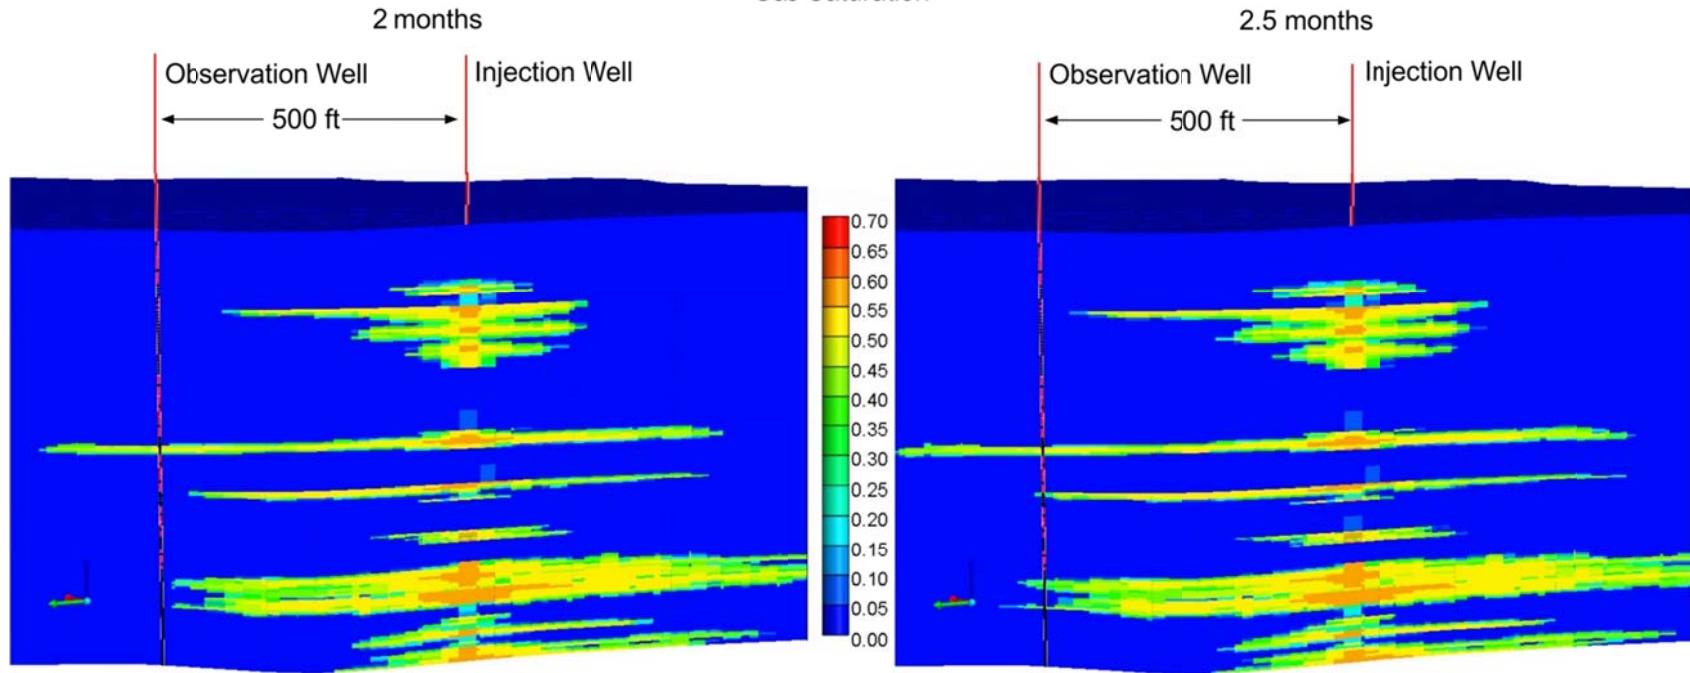 2 months
2.5 months
Observation Well
Injection Well
500 ft
Observation Well
Injection Well
500 ft
0.70
0.65
0.60
0.55
0.50
0.45
0.40
0.35
0.30
0.25
0.20
0.15
0.10
0.05
0.00